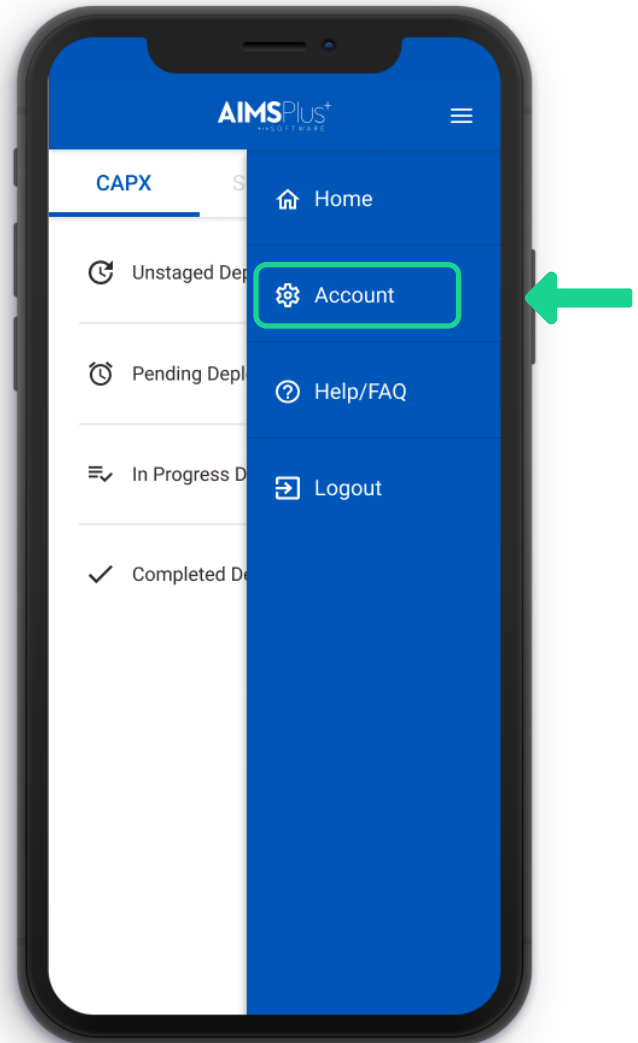 AIMSPlus+
SOFTWARE
CAPX
S
Home
Unstaged Dep
Account
Pending Depl
Help/FAQ
In Progress D
Logout
Completed De